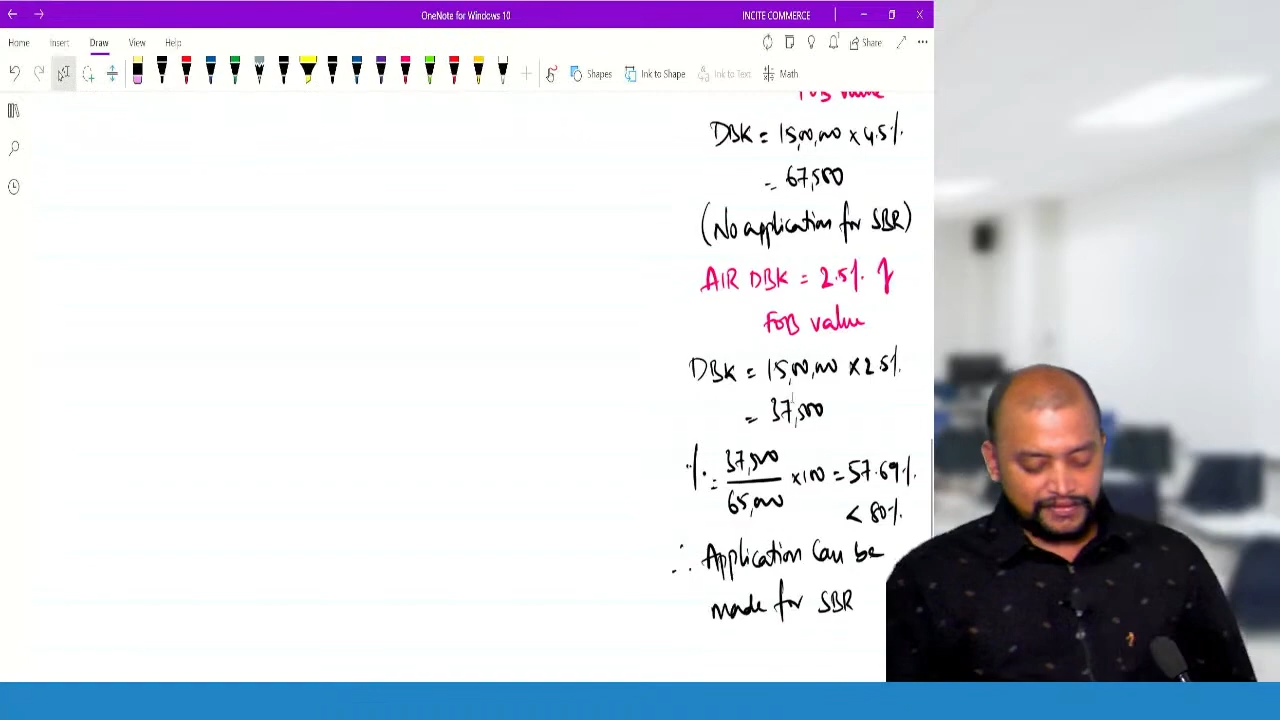 OneNote for Windows 10
INCITE COMMERCE
Home Insert Draw View Help
Share
Shapes Ink to Shape Ink to Text Math
FOB value
DBK = 15,00,000 x 4.5%
= 67,500
(No application for SBR)
AIR DBK = 2.5% of
FOB value
DBK = 15,00,000 x 2.5%
= 37,500
% = 37,500 / 65,000 x 100 = 57.69%
< 80%
∴ Application can be
made for SBR